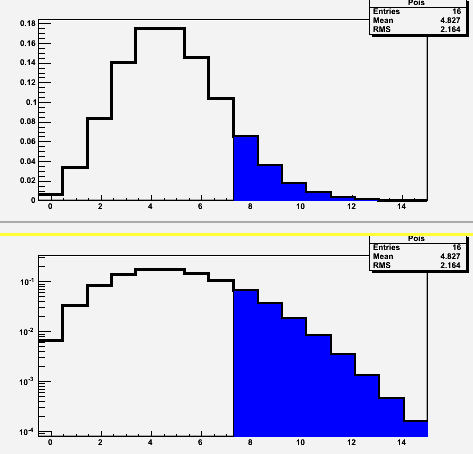 Pois
Entries 16
Mean 4.827
RMS 2.164
0.18
0.16
0.14
0.12
0.1
0.08
0.06
0.04
0.02
0
0 2 4 6 8 10 12 14
Pois
Entries 16
Mean 4.827
RMS 2.164
10-1
10-2
10-3
10-4
0 2 4 6 8 10 12 14